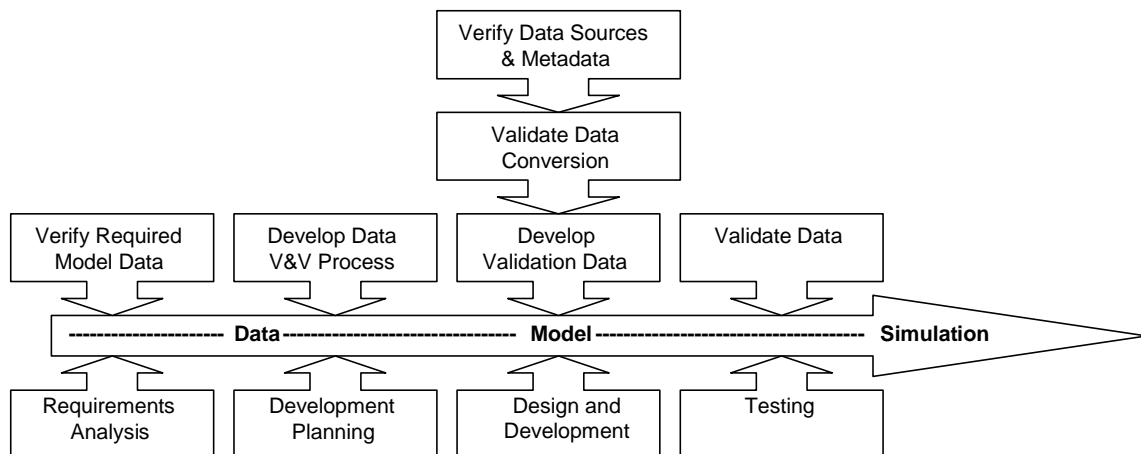 Verify Data Sources
& Metadata
Validate Data
Conversion
Verify Required
Model Data
Develop Data
V&V Process
Develop
Validation Data
Validate Data
-------------------- Data -------------------------------- Model ----------------------------------- Simulation
Requirements
Analysis
Development
Planning
Design and
Development
Testing